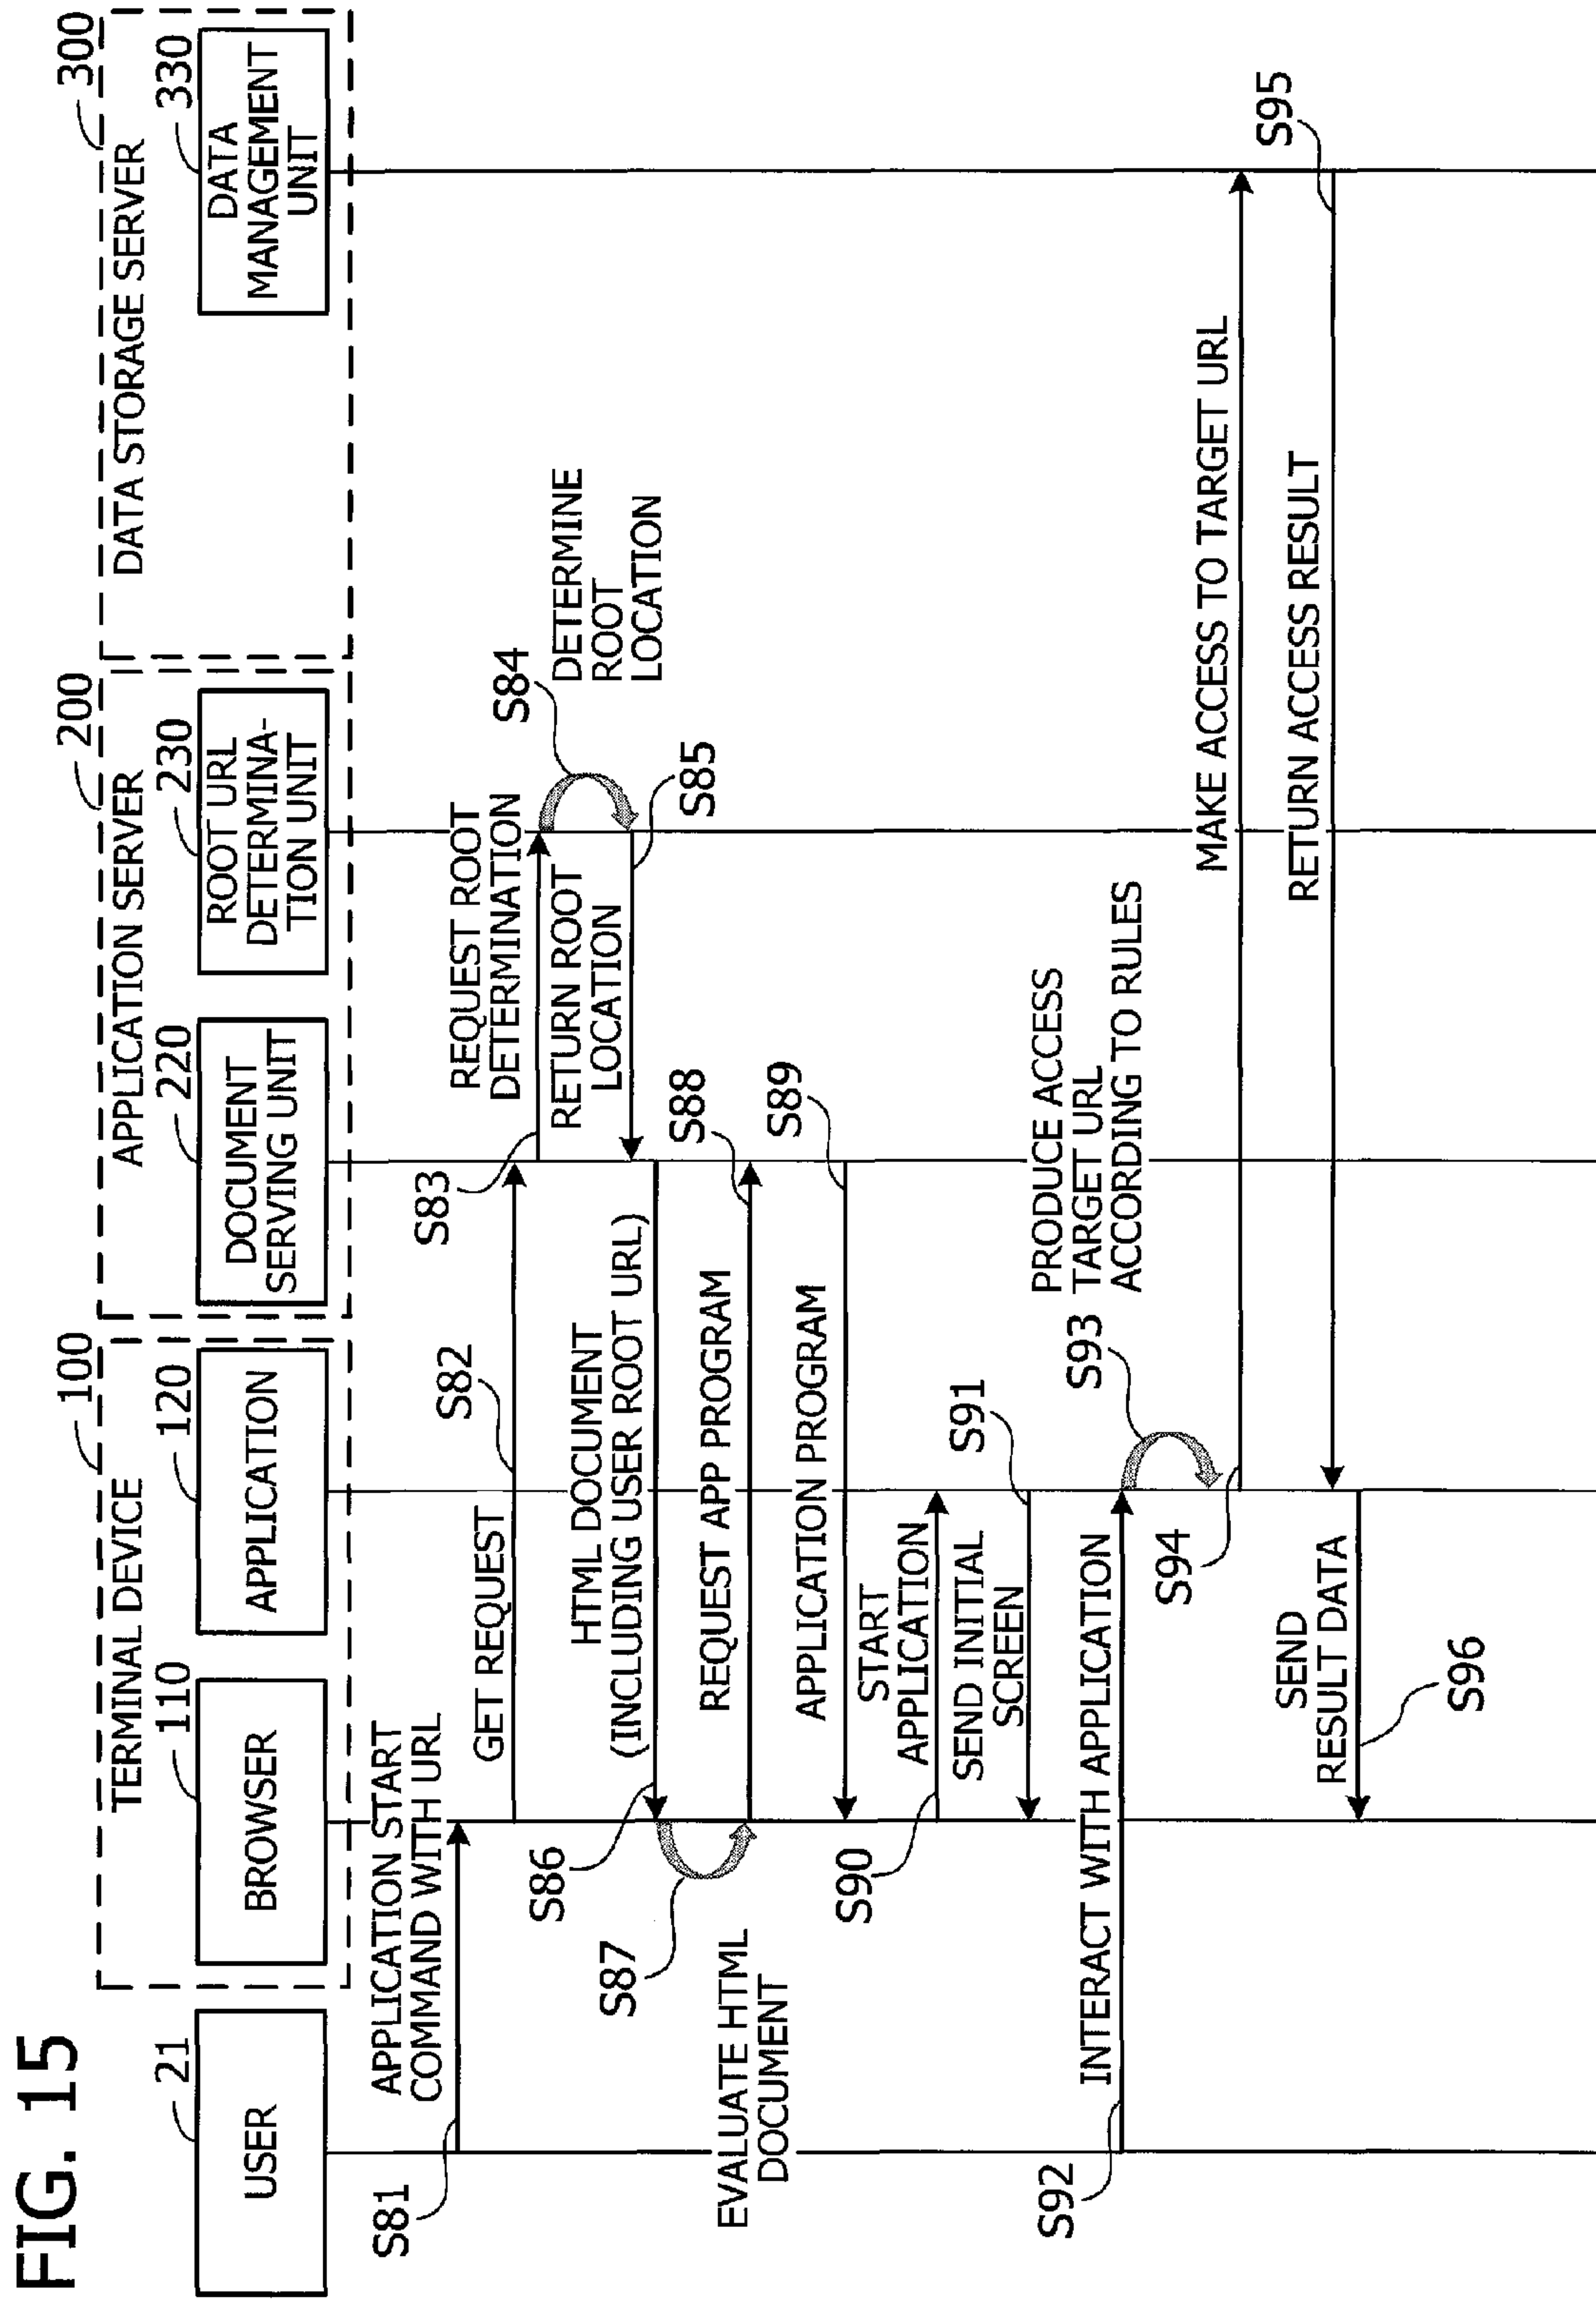 FIG. 15
USER
21
TERMINAL DEVICE
100
BROWSER
110
APPLICATION
120
APPLICATION SERVER
200
DOCUMENT
SERVING UNIT
220
ROOT URL
DETERMINA-
TION UNIT
230
DATA STORAGE SERVER
300
DATA
MANAGEMENT
UNIT
330
S81
APPLICATION START
COMMAND WITH URL
GET REQUEST
S82
S83
REQUEST ROOT
DETERMINATION
S84
DETERMINE
ROOT
LOCATION
RETURN ROOT
LOCATION
S85
S86
HTML DOCUMENT
(INCLUDING USER ROOT URL)
S87
EVALUATE HTML
DOCUMENT
REQUEST APP PROGRAM
S88
APPLICATION PROGRAM
S89
S90
START
APPLICATION
SEND INITIAL
SCREEN
S91
S92
INTERACT WITH APPLICATION
S93
PRODUCE ACCESS
TARGET URL
ACCORDING TO RULES
S94
MAKE ACCESS TO TARGET URL
RETURN ACCESS RESULT
S95
SEND
RESULT DATA
S96